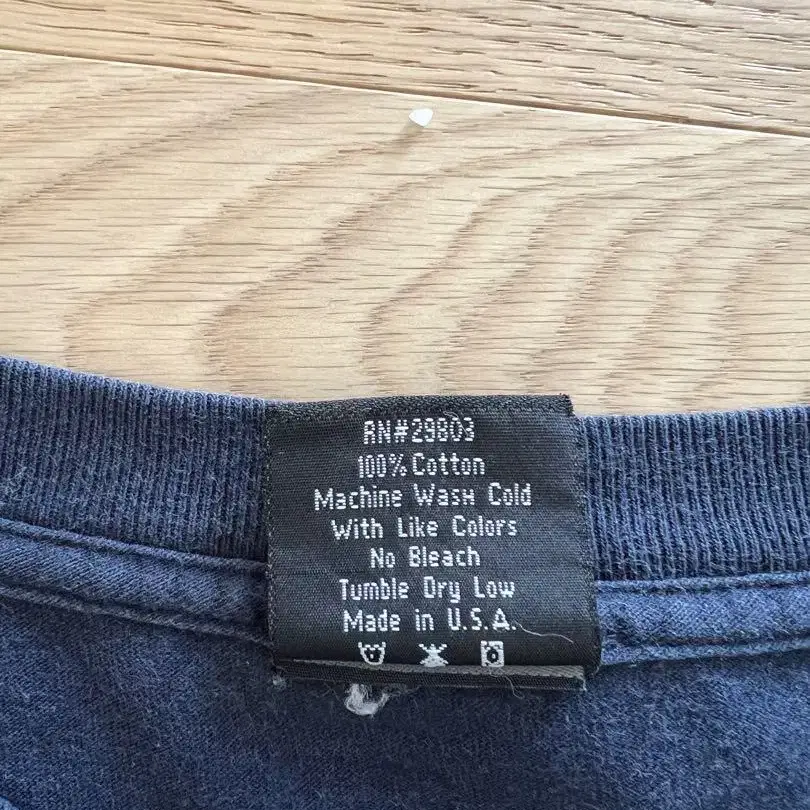 RN#29803
100% Cotton
Machine Wash Cold
With Like Colors
No Bleach
Tumble Dry Low
Made in U.S.A.